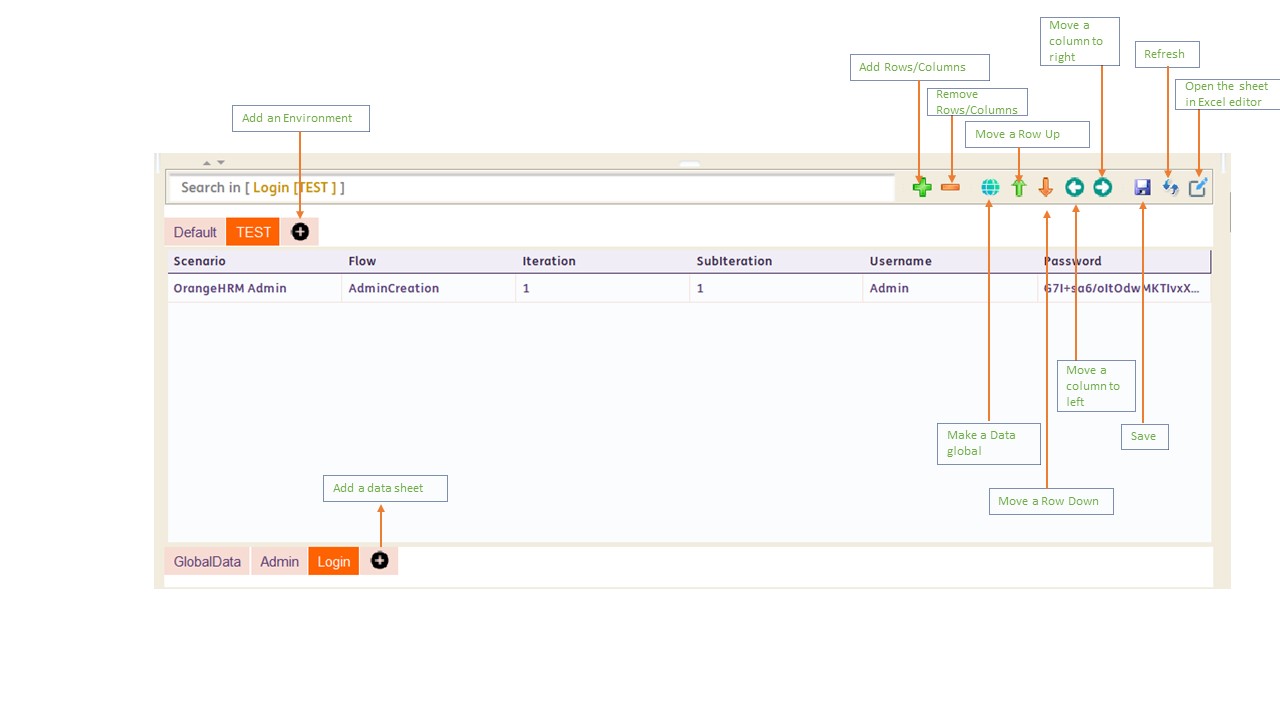 Move a
column to
right
Refresh
Add Rows/Columns
Open the sheet
in Excel editor
Remove
Rows/Columns
Add an Environment
Move a Row Up
Search in [ Login [TEST ] ]
Default TEST
Scenario Flow Iteration SubIteration Username Password
OrangeHRM Admin AdminCreation 1 1 Admin G7I+sa6/oItOdwMKTIvxX...
Move a
column to
left
Make a Data
global
Save
Add a data sheet
Move a Row Down
GlobalData Admin Login